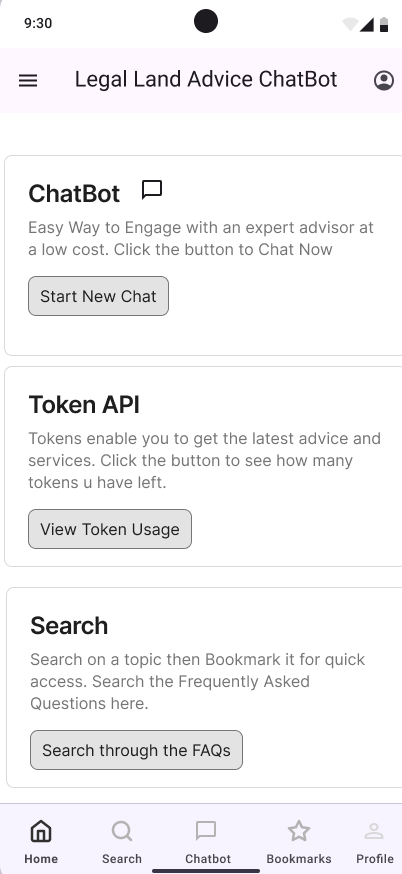 9:30
Legal Land Advice ChatBot
ChatBot
Easy Way to Engage with an expert advisor at
a low cost. Click the button to Chat Now
Start New Chat
Token API
Tokens enable you to get the latest advice and
services. Click the button to see how many
tokens u have left.
View Token Usage
Search
Search on a topic then Bookmark it for quick
access. Search the Frequently Asked
Questions here.
Search through the FAQs
Home Search Chatbot Bookmarks Profile